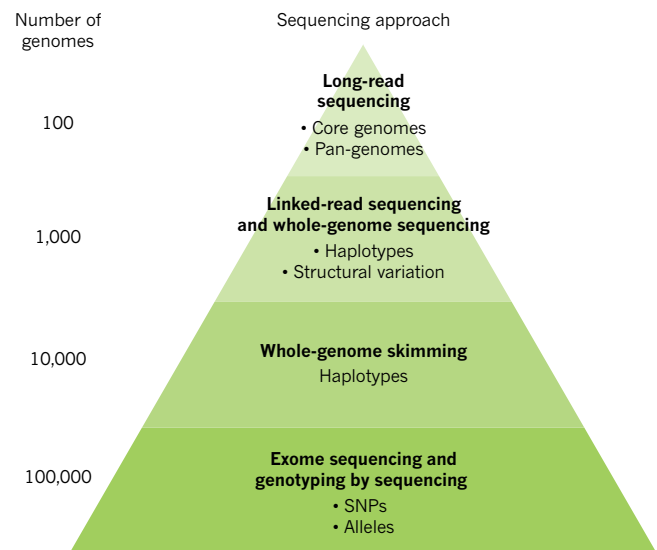 Number of
genomes
Sequencing approach
Long-read
sequencing
• Core genomes
• Pan-genomes
100
Linked-read sequencing
and whole-genome sequencing
• Haplotypes
• Structural variation
1,000
Whole-genome skimming
Haplotypes
10,000
Exome sequencing and
genotyping by sequencing
• SNPs
• Alleles
100,000